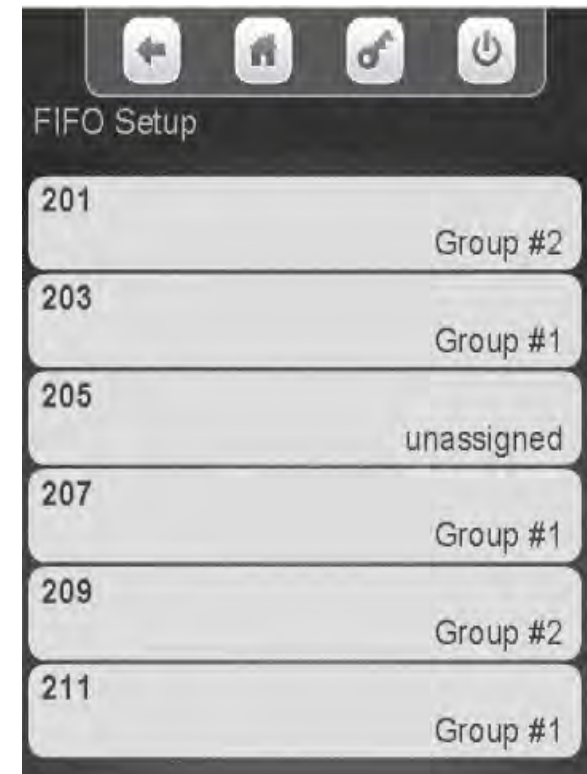 FIFO Setup
201
Group #2
203
Group #1
205
unassigned
207
Group #1
209
Group #2
211
Group #1